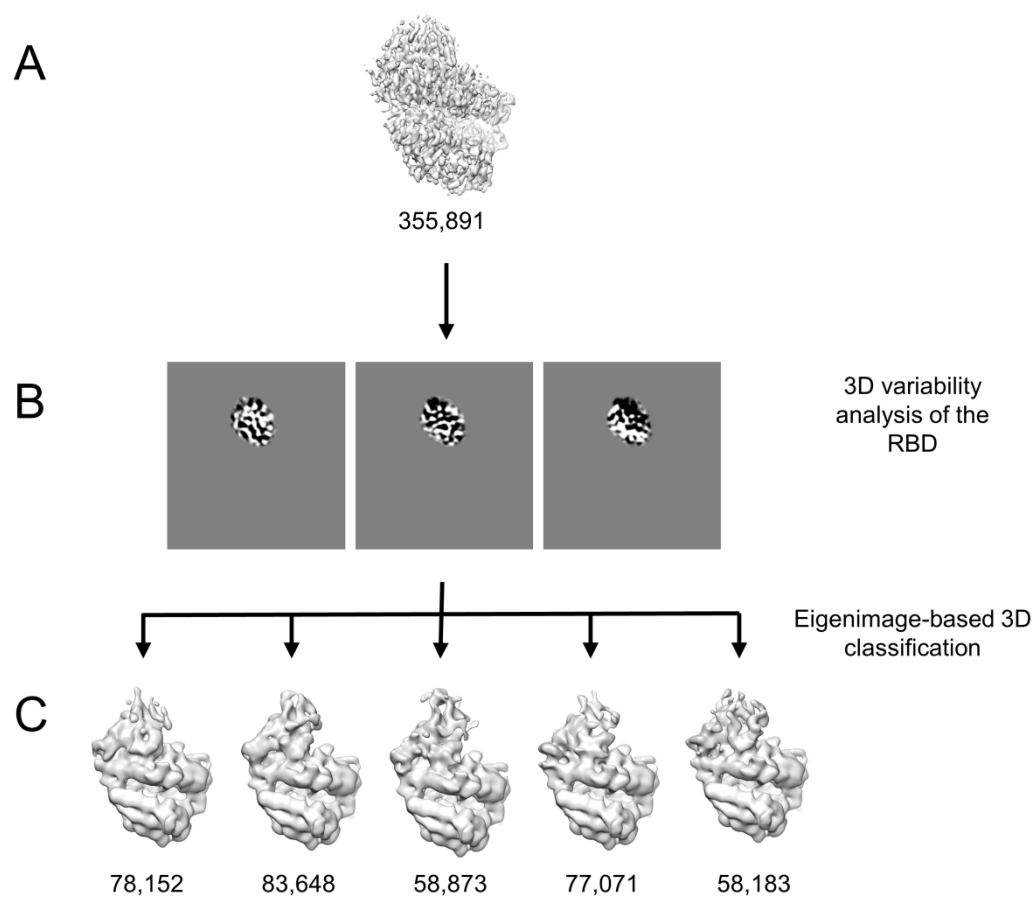 A
355,891
B
3D variability
analysis of the
RBD
Eigenimage-based 3D
classification
C
78,152
83,648
58,873
77,071
58,183